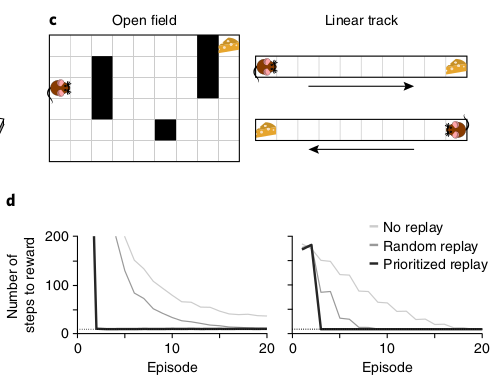 c
Open field
Linear track
d
No replay
Random replay
Prioritized replay
Number of
steps to reward
200
100
0
0
10
20
Episode
0
10
20
Episode